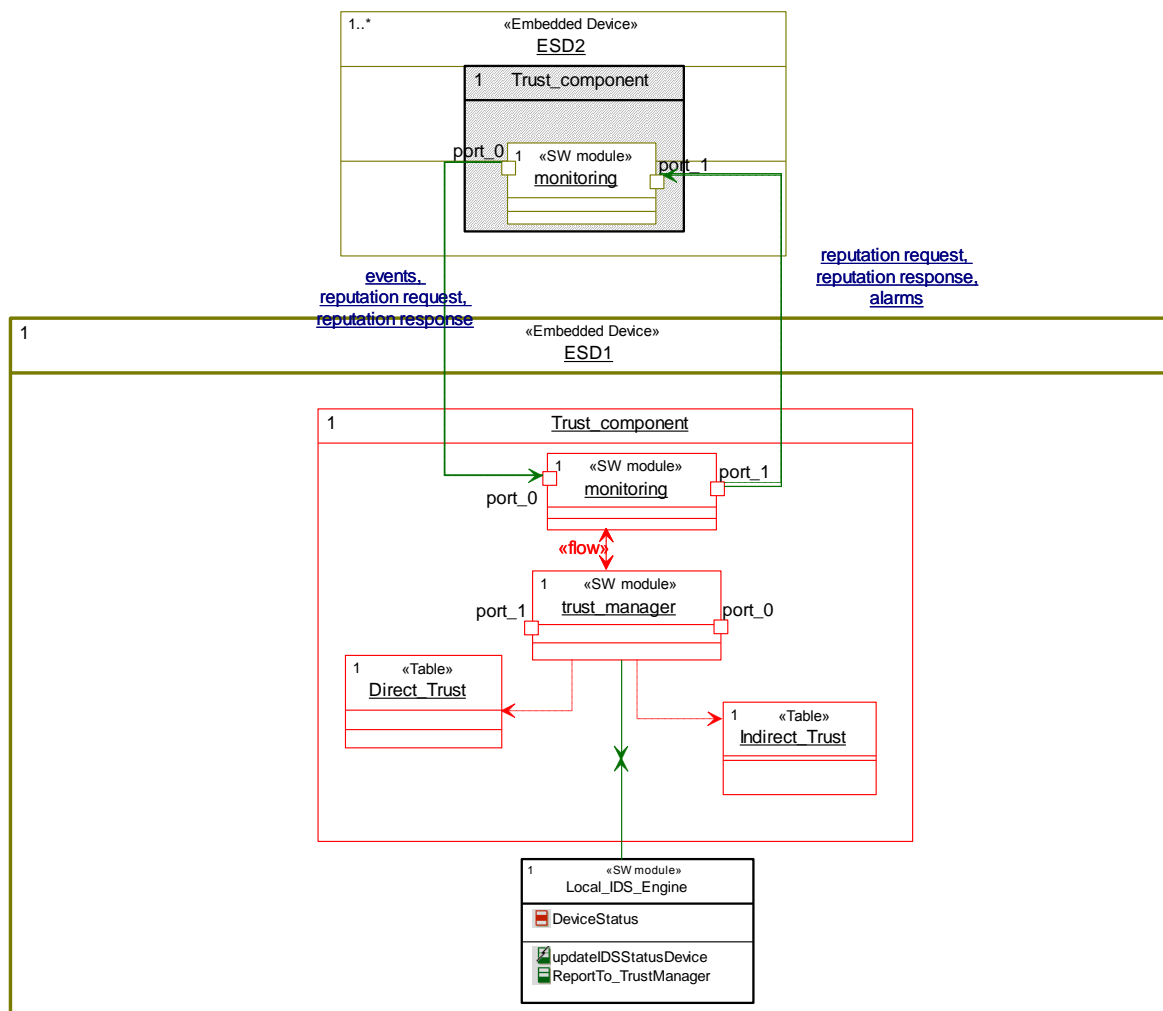 1..*
«Embedded Device»
ESD2
1
Trust_component
port_0
1
«SW module»
monitoring
port_1
events,
reputation request,
reputation response
reputation request,
reputation response,
alarms
1
«Embedded Device»
ESD1
1
Trust_component
1
«SW module»
monitoring
port_1
port_0
«flow»
1
«SW module»
trust_manager
port_1
port_0
1
«Table»
Direct_Trust
1
«Table»
Indirect_Trust
1
«SW module»
Local_IDS_Engine
DeviceStatus
updateIDSStatusDevice
ReportTo_TrustManager